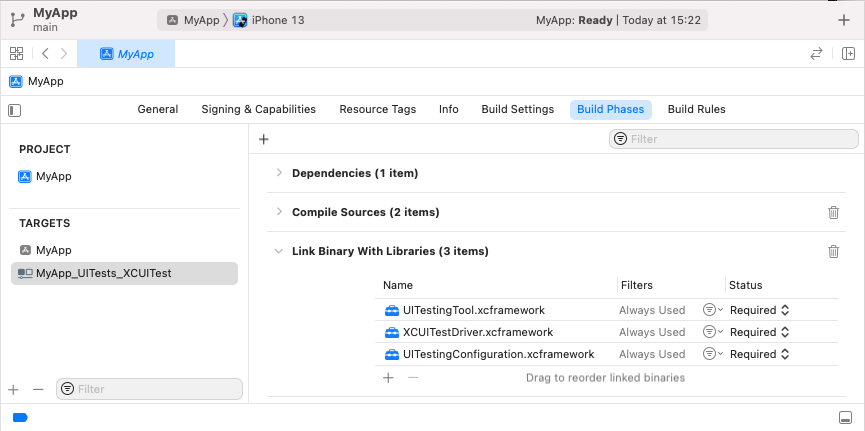 MyApp
main
MyApp 〉 iPhone 13
MyApp: Ready | Today at 15:22
MyApp
MyApp
General Signing & Capabilities Resource Tags Info Build Settings Build Phases Build Rules
Filter
PROJECT
MyApp
TARGETS
MyApp
MyApp_UITests_XCUITest
Filter
Dependencies (1 item)
Compile Sources (2 items)
Link Binary With Libraries (3 items)
Name Filters Status
UITestingTool.xcframework Always Used Required
XCUITestDriver.xcframework Always Used Required
UITestingConfiguration.xcframework Always Used Required
Drag to reorder linked binaries